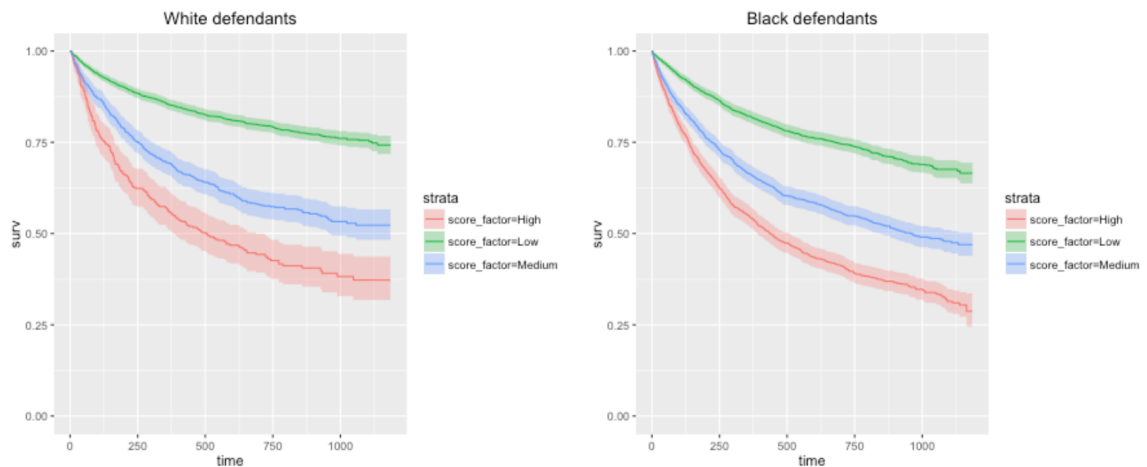 White defendants
1.00
0.75
0.50
0.25
0.00
surv
0 250 500 750 1000
time
strata
score_factor=High
score_factor=Low
score_factor=Medium
Black defendants
1.00
0.75
0.50
0.25
0.00
surv
0 250 500 750 1000
time
strata
score_factor=High
score_factor=Low
score_factor=Medium